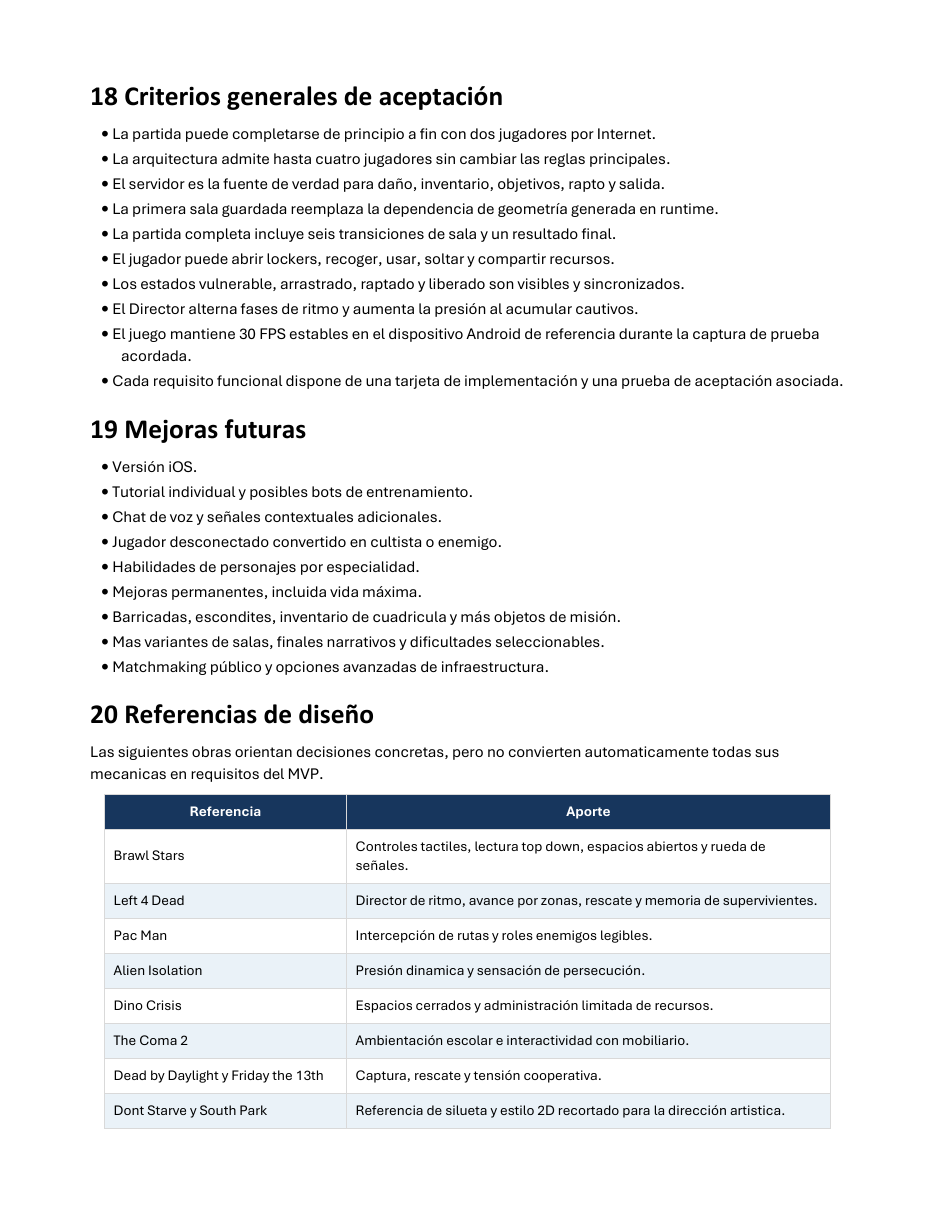 18 Criterios generales de aceptación
• La partida puede completarse de principio a fin con dos jugadores por Internet.
• La arquitectura admite hasta cuatro jugadores sin cambiar las reglas principales.
• El servidor es la fuente de verdad para daño, inventario, objetivos, rapto y salida.
• La primera sala guardada reemplaza la dependencia de geometría generada en runtime.
• La partida completa incluye seis transiciones de sala y un resultado final.
• El jugador puede abrir lockers, recoger, usar, soltar y compartir recursos.
• Los estados vulnerable, arrastrado, raptado y liberado son visibles y sincronizados.
• El Director alterna fases de ritmo y aumenta la presión al acumular cautivos.
• El juego mantiene 30 FPS estables en el dispositivo Android de referencia durante la captura de prueba
acordada.
• Cada requisito funcional dispone de una tarjeta de implementación y una prueba de aceptación asociada.
19 Mejoras futuras
• Versión iOS.
• Tutorial individual y posibles bots de entrenamiento.
• Chat de voz y señales contextuales adicionales.
• Jugador desconectado convertido en cultista o enemigo.
• Habilidades de personajes por especialidad.
• Mejoras permanentes, incluida vida máxima.
• Barricadas, escondites, inventario de cuadricula y más objetos de misión.
• Mas variantes de salas, finales narrativos y dificultades seleccionables.
• Matchmaking público y opciones avanzadas de infraestructura.
20 Referencias de diseño
Las siguientes obras orientan decisiones concretas, pero no convierten automaticamente todas sus
mecanicas en requisitos del MVP.
Referencia Aporte
Brawl Stars Controles tactiles, lectura top down, espacios abiertos y rueda de
señales.
Left 4 Dead Director de ritmo, avance por zonas, rescate y memoria de supervivientes.
Pac Man Intercepción de rutas y roles enemigos legibles.
Alien Isolation Presión dinamica y sensación de persecución.
Dino Crisis Espacios cerrados y administración limitada de recursos.
The Coma 2 Ambientación escolar e interactividad con mobiliario.
Dead by Daylight y Friday the 13th Captura, rescate y tensión cooperativa.
Dont Starve y South Park Referencia de silueta y estilo 2D recortado para la dirección artistica.